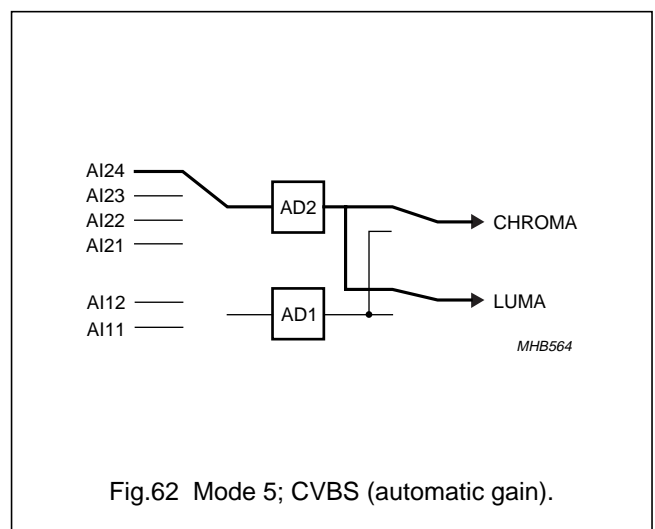 AI24
AI23
AI22
AI21
AD2
CHROMA
AI12
AI11
AD1
LUMA
MHB564
Fig.62 Mode 5; CVBS (automatic gain).